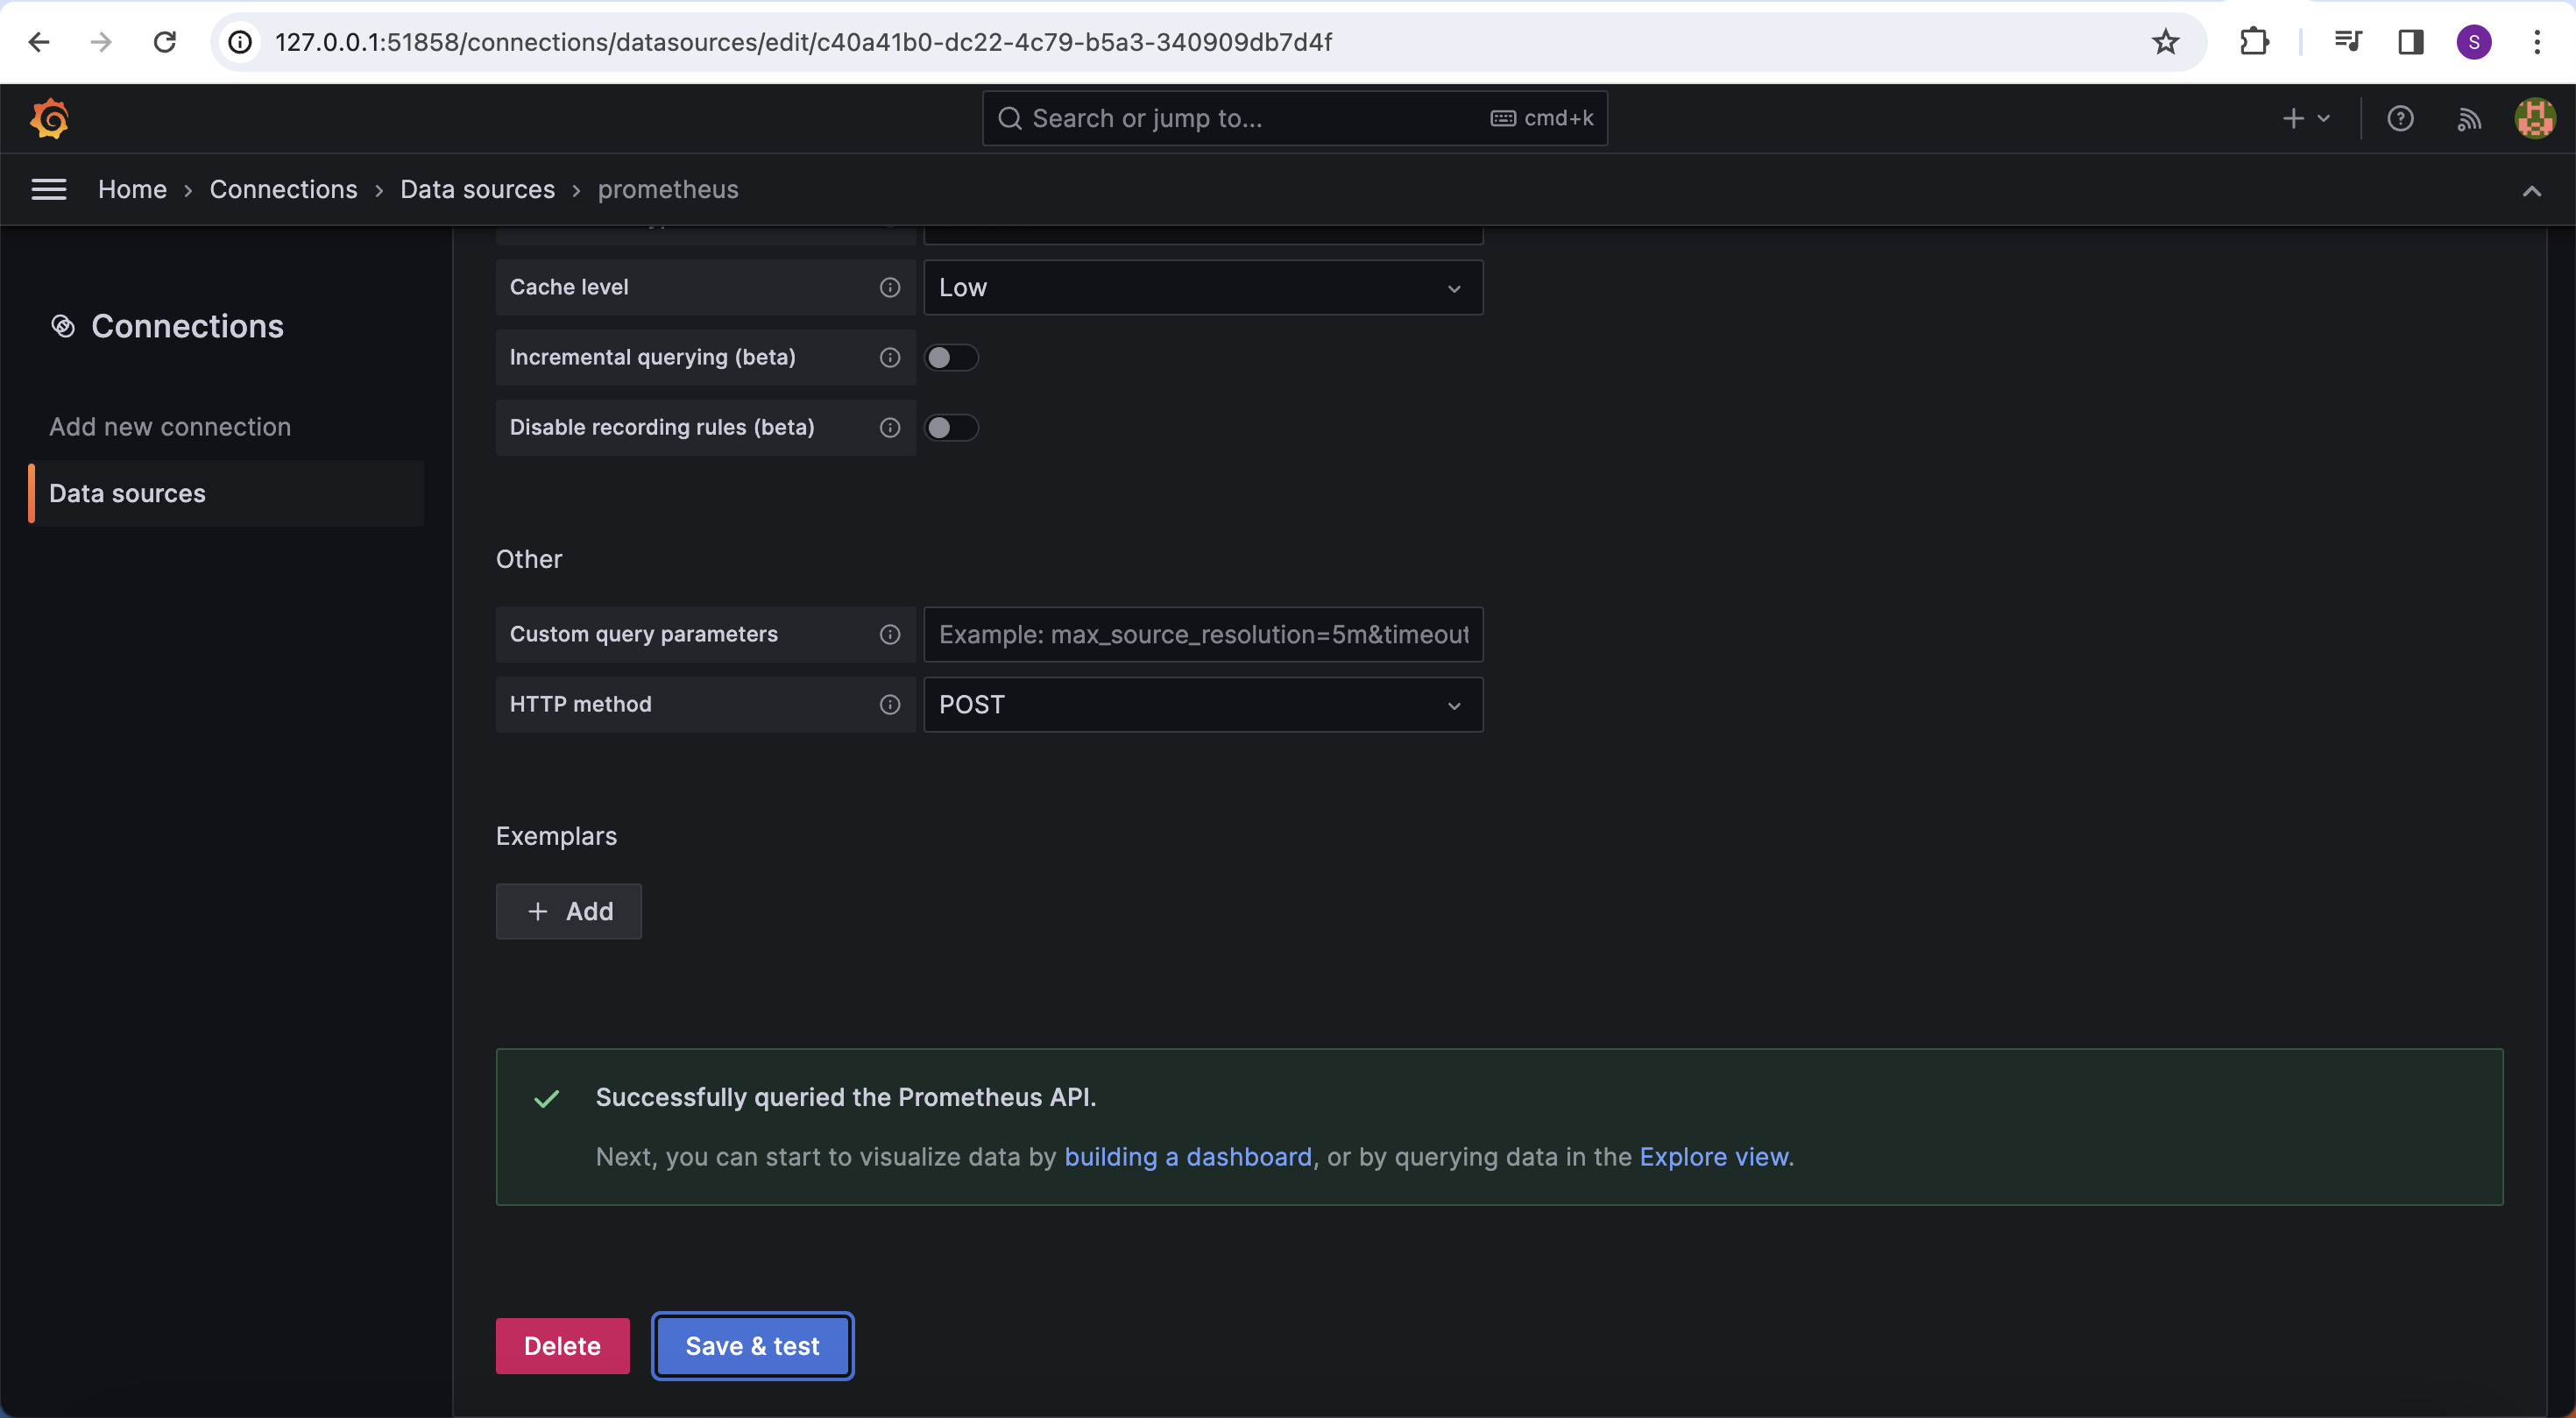 127.0.0.1:51858/connections/datasources/edit/c40a41b0-dc22-4c79-b5a3-340909db7d4f
S
Search or jump to... cmd+k
Home › Connections › Data sources › prometheus
Connections
Add new connection
Data sources
Cache level Low
Incremental querying (beta)
Disable recording rules (beta)
Other
Custom query parameters Example: max_source_resolution=5m&timeout
HTTP method POST
Exemplars
+ Add
Successfully queried the Prometheus API.
Next, you can start to visualize data by building a dashboard, or by querying data in the Explore view.
Delete Save & test